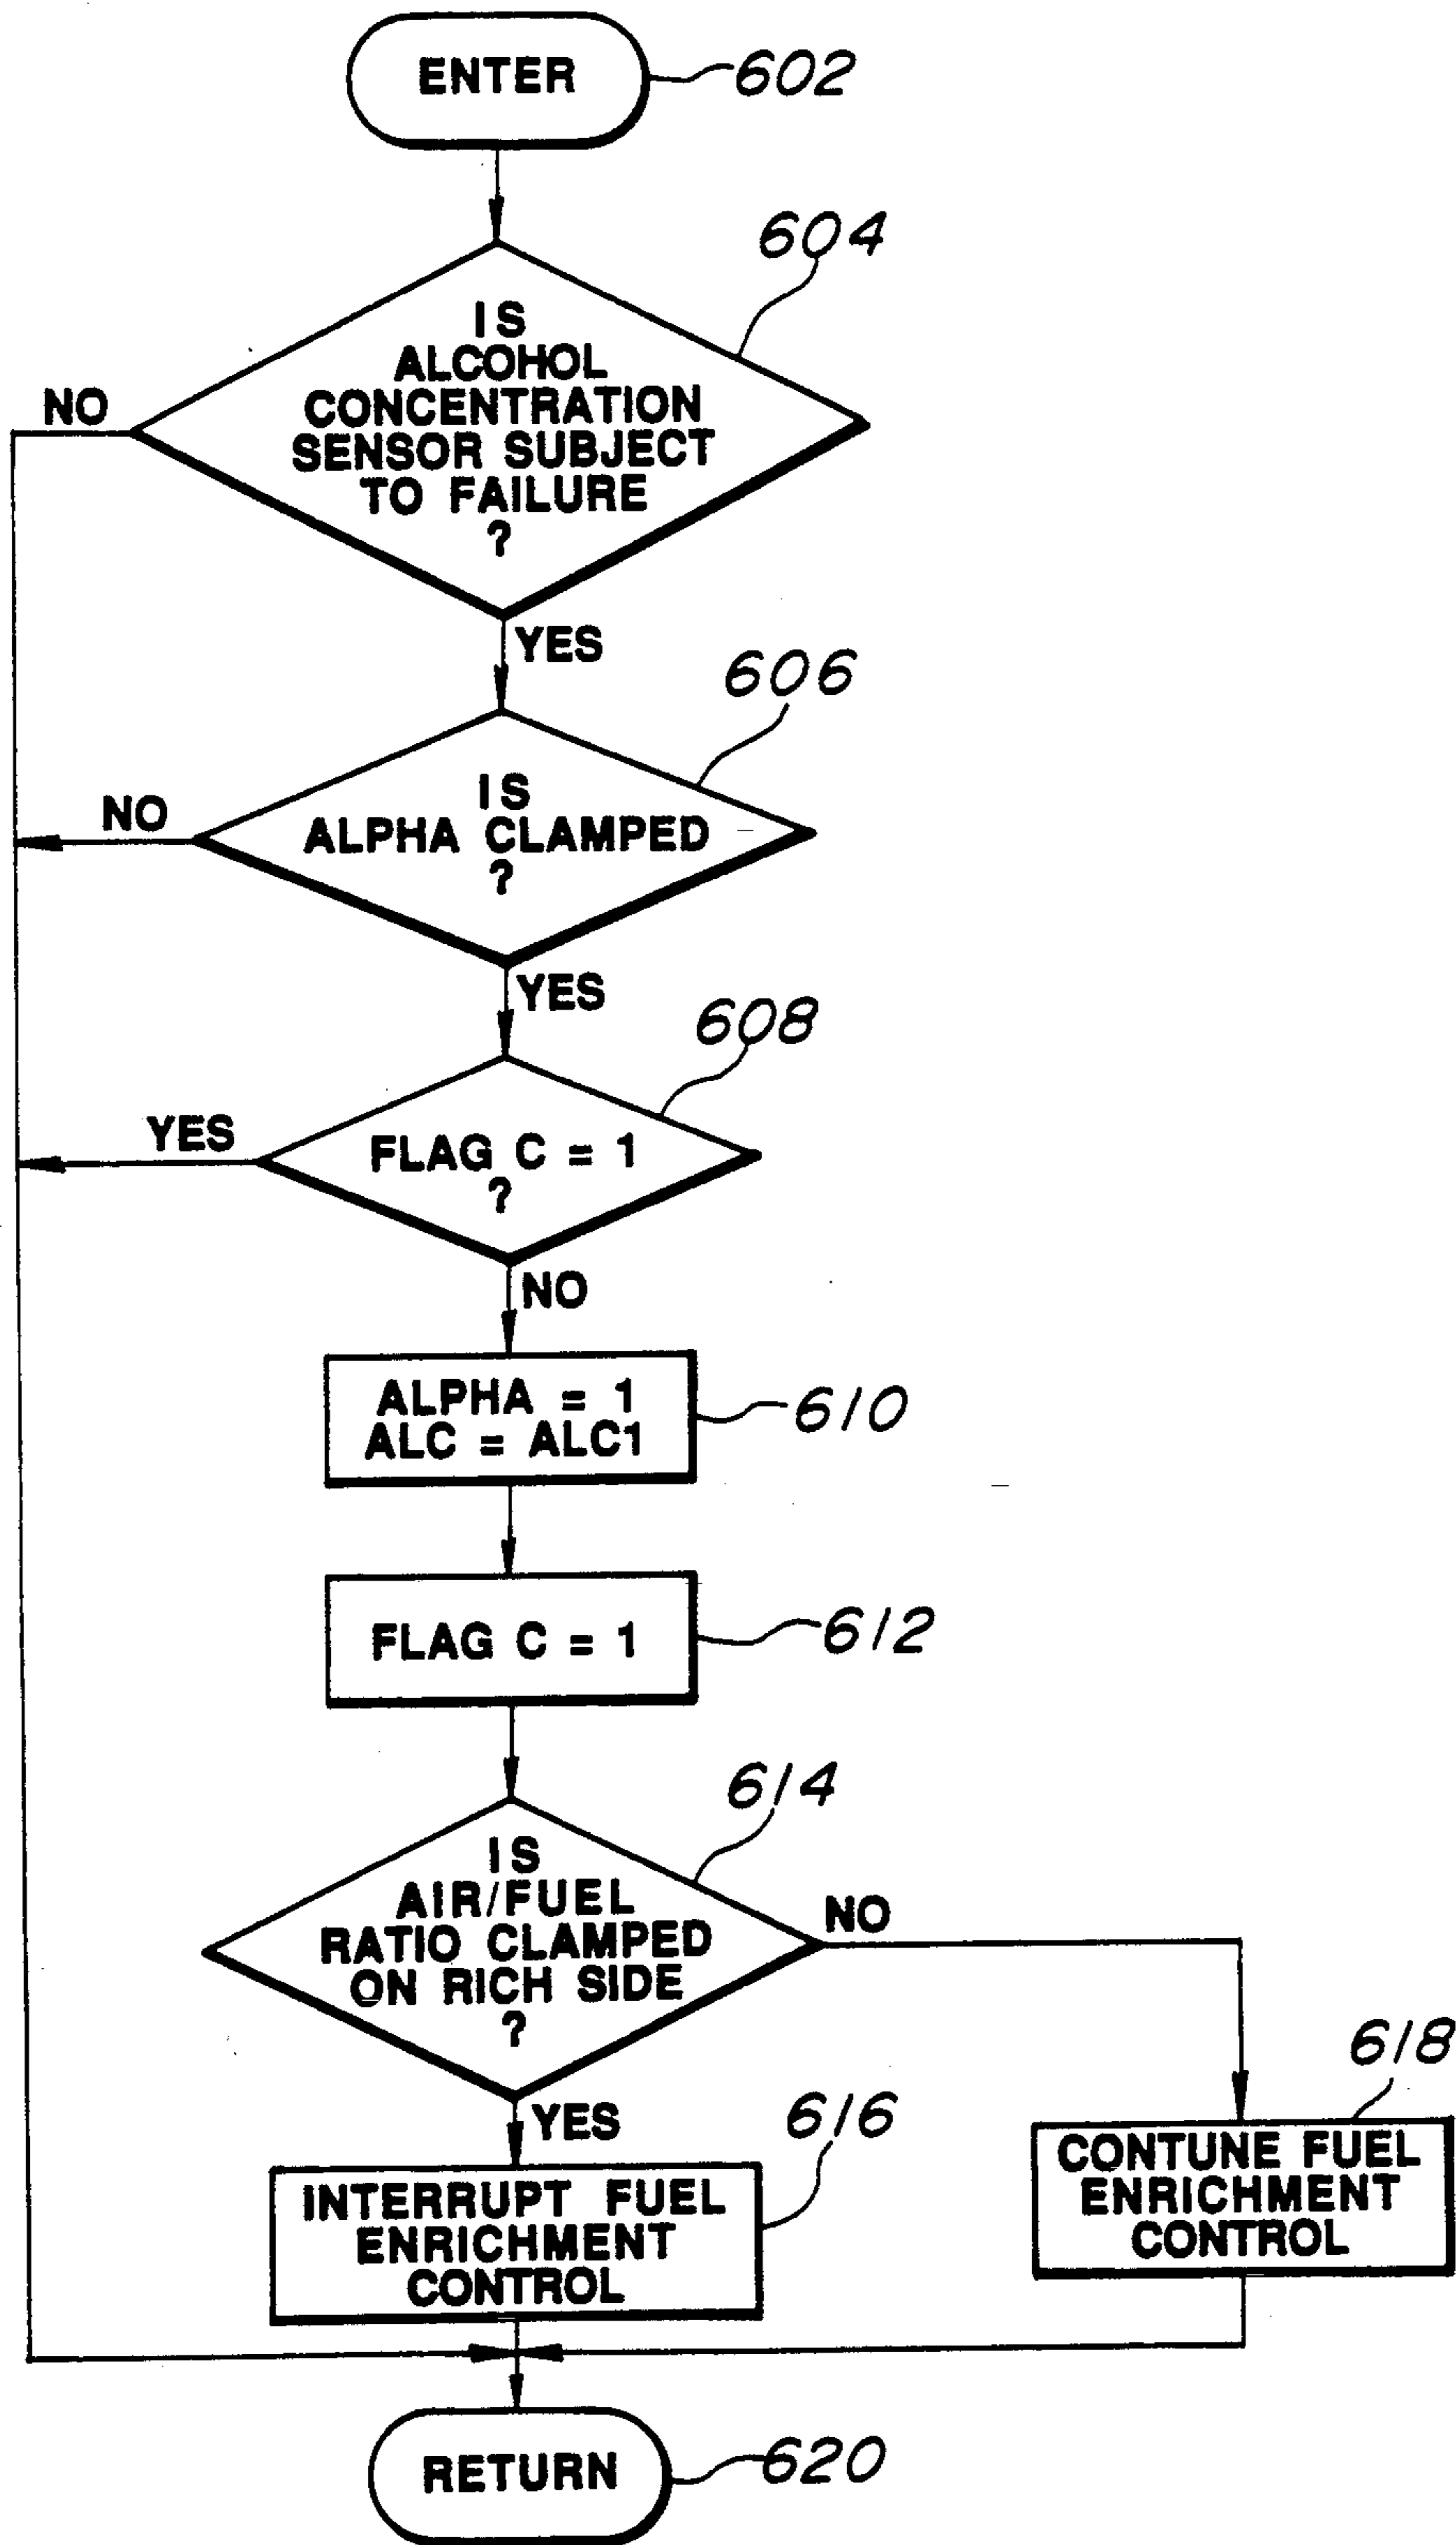 ENTER
602
604
IS
ALCOHOL
CONCENTRATION
SENSOR SUBJECT
TO FAILURE
?
NO
YES
606
IS
ALPHA CLAMPED
?
NO
YES
608
FLAG C = 1
?
YES
NO
ALPHA = 1
ALC = ALC1
610
FLAG C = 1
612
614
IS
AIR/FUEL
RATIO CLAMPED
ON RICH SIDE
?
NO
YES
616
INTERRUPT FUEL
ENRICHMENT
CONTROL
618
CONTUNE FUEL
ENRICHMENT
CONTROL
RETURN
620